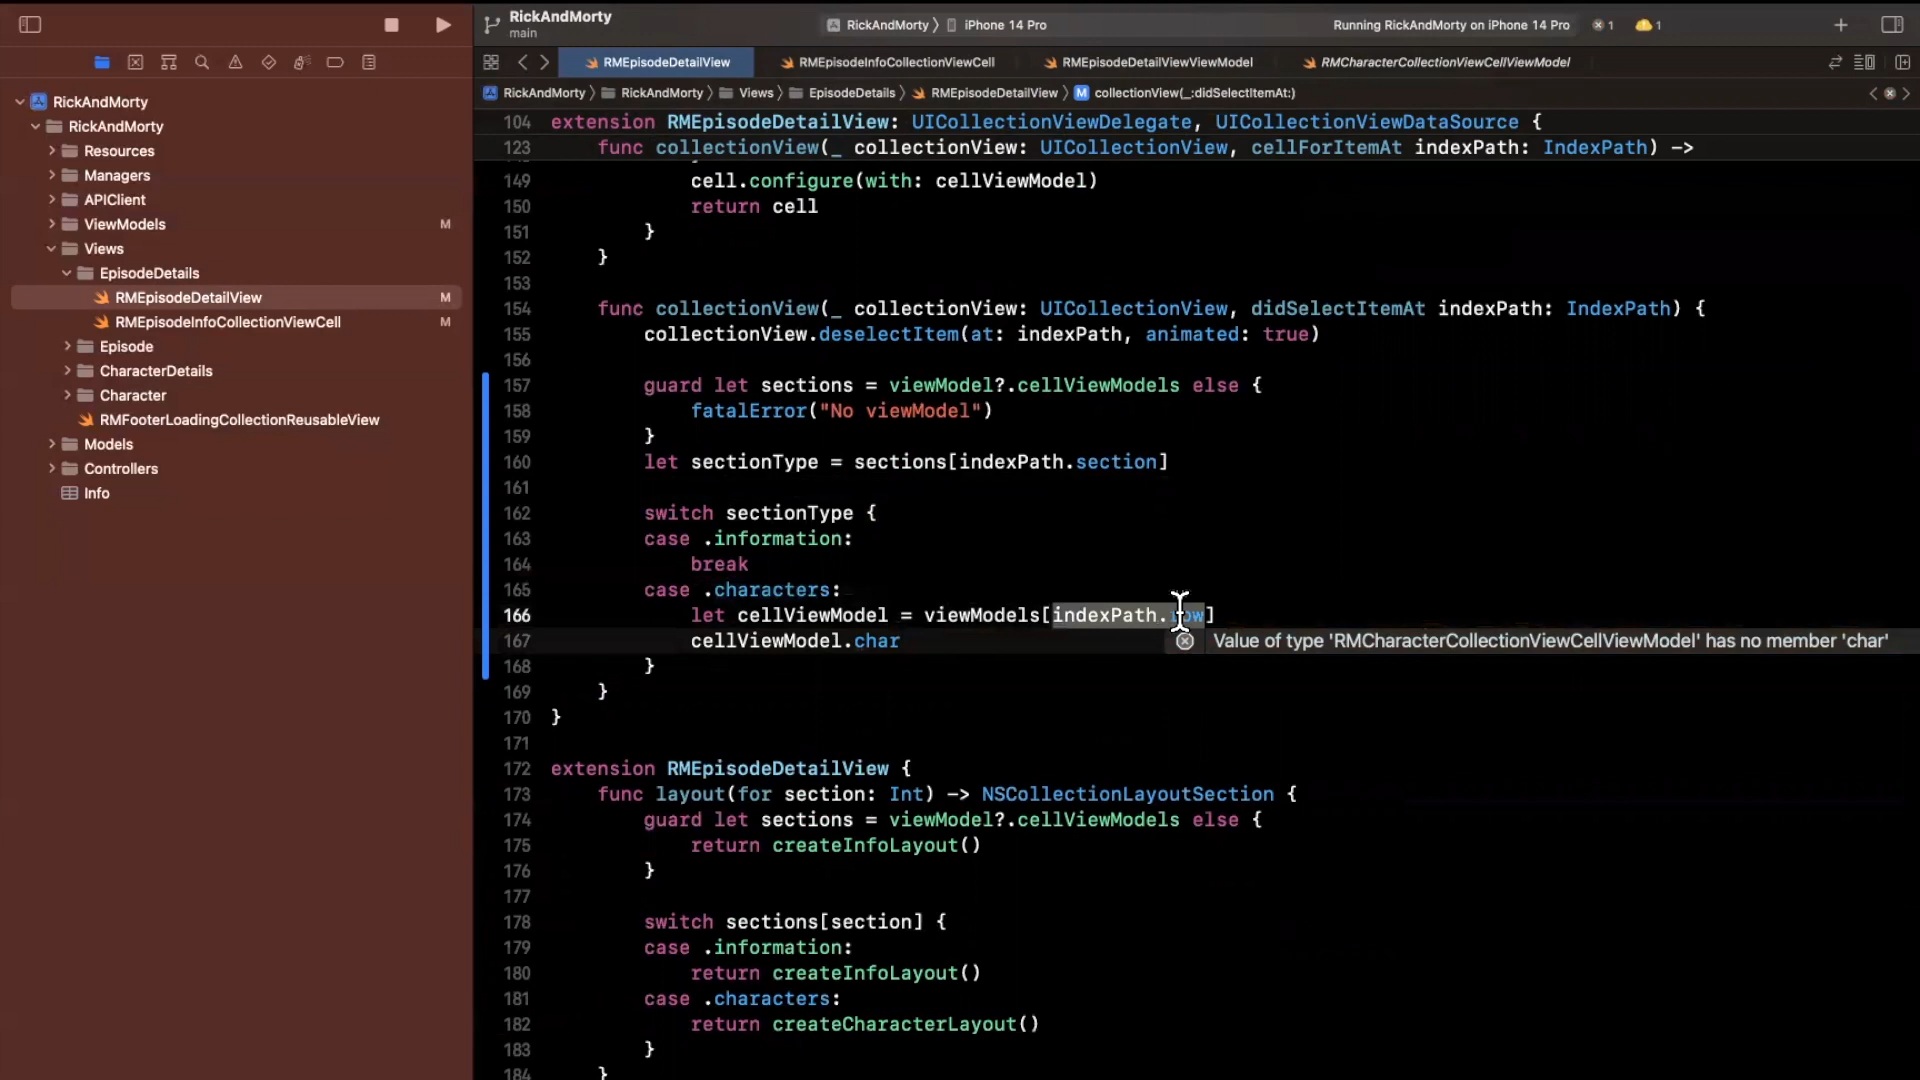 RickAndMorty
main
RickAndMorty 〉 iPhone 14 Pro
Running RickAndMorty on iPhone 14 Pro
1
1
RMEpisodeDetailView
RMEpisodeInfoCollectionViewCell
RMEpisodeDetailViewViewModel
RMCharacterCollectionViewCellViewModel
RickAndMorty 〉 RickAndMorty 〉 Views 〉 EpisodeDetails 〉 RMEpisodeDetailView 〉 M collectionView(_:didSelectItemAt:)
RickAndMorty
RickAndMorty
Resources
Managers
APIClient
ViewModels M
Views
EpisodeDetails
RMEpisodeDetailView M
RMEpisodeInfoCollectionViewCell M
Episode
CharacterDetails
Character
RMFooterLoadingCollectionReusableView
Models
Controllers
Info
104 extension RMEpisodeDetailView: UICollectionViewDelegate, UICollectionViewDataSource {
123 func collectionView(_ collectionView: UICollectionView, cellForItemAt indexPath: IndexPath) ->
149 cell.configure(with: cellViewModel)
150 return cell
151 }
152 }
153
154 func collectionView(_ collectionView: UICollectionView, didSelectItemAt indexPath: IndexPath) {
155 collectionView.deselectItem(at: indexPath, animated: true)
156
157 guard let sections = viewModel?.cellViewModels else {
158 fatalError("No viewModel")
159 }
160 let sectionType = sections[indexPath.section]
161
162 switch sectionType {
163 case .information:
164 break
165 case .characters:
166 let cellViewModel = viewModels[indexPath.row]
167 cellViewModel.char Value of type 'RMCharacterCollectionViewCellViewModel' has no member 'char'
168 }
169 }
170 }
171
172 extension RMEpisodeDetailView {
173 func layout(for section: Int) -> NSCollectionLayoutSection {
174 guard let sections = viewModel?.cellViewModels else {
175 return createInfoLayout()
176 }
177
178 switch sections[section] {
179 case .information:
180 return createInfoLayout()
181 case .characters:
182 return createCharacterLayout()
183 }
184 }